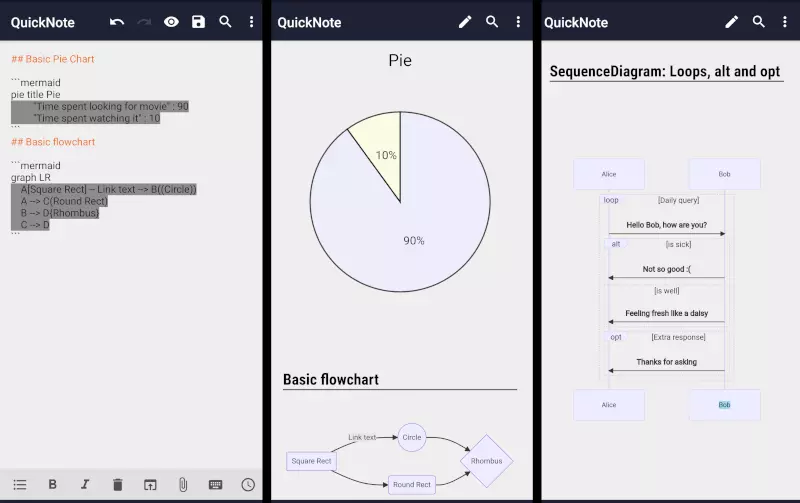 QuickNote
## Basic Pie Chart
```mermaid
pie title Pie
"Time spent looking for movie" : 90
"Time spent watching it" : 10
```
## Basic flowchart
```mermaid
graph LR
A[Square Rect] -- Link text --> B((Circle))
A --> C(Round Rect)
B --> D{Rhombus}
C --> D
```
B I
QuickNote
Pie
10%
90%
Basic flowchart
Link text
Circle
Square Rect
Rhombus
Round Rect
QuickNote
SequenceDiagram: Loops, alt and opt
Alice Bob
loop [Daily query]
Hello Bob, how are you?
alt [is sick]
Not so good :(
[is well]
Feeling fresh like a daisy
opt [Extra response]
Thanks for asking
Alice Bob